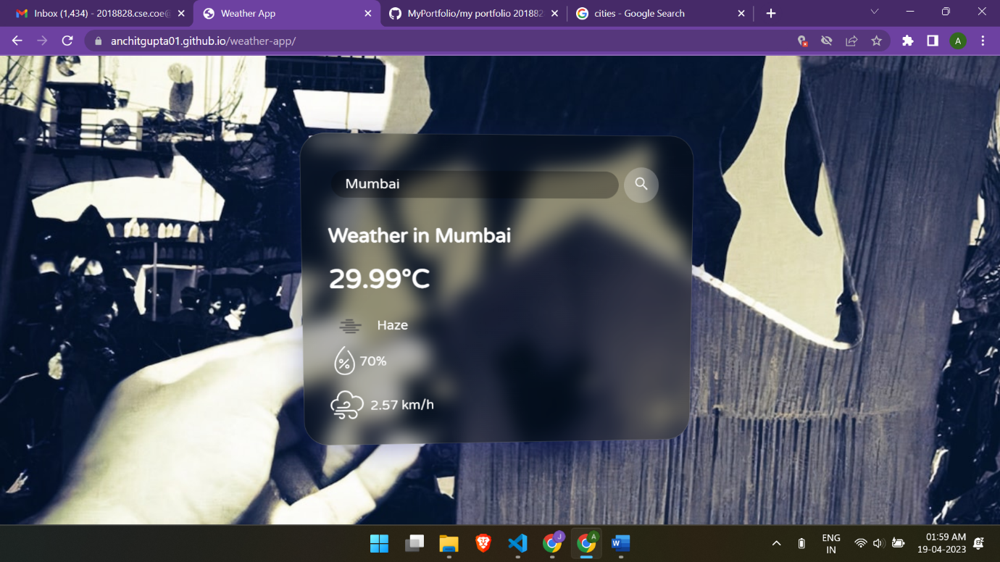 Inbox (1,434) - 2018828.cse.coe@
Weather App
MyPortfolio/my portfolio 201882
cities - Google Search
anchitgupta01.github.io/weather-app/
A
Mumbai
Weather in Mumbai
29.99°C
Haze
% 70%
2.57 km/h
J
A
W
ENG
IN
01:59 AM
19-04-2023